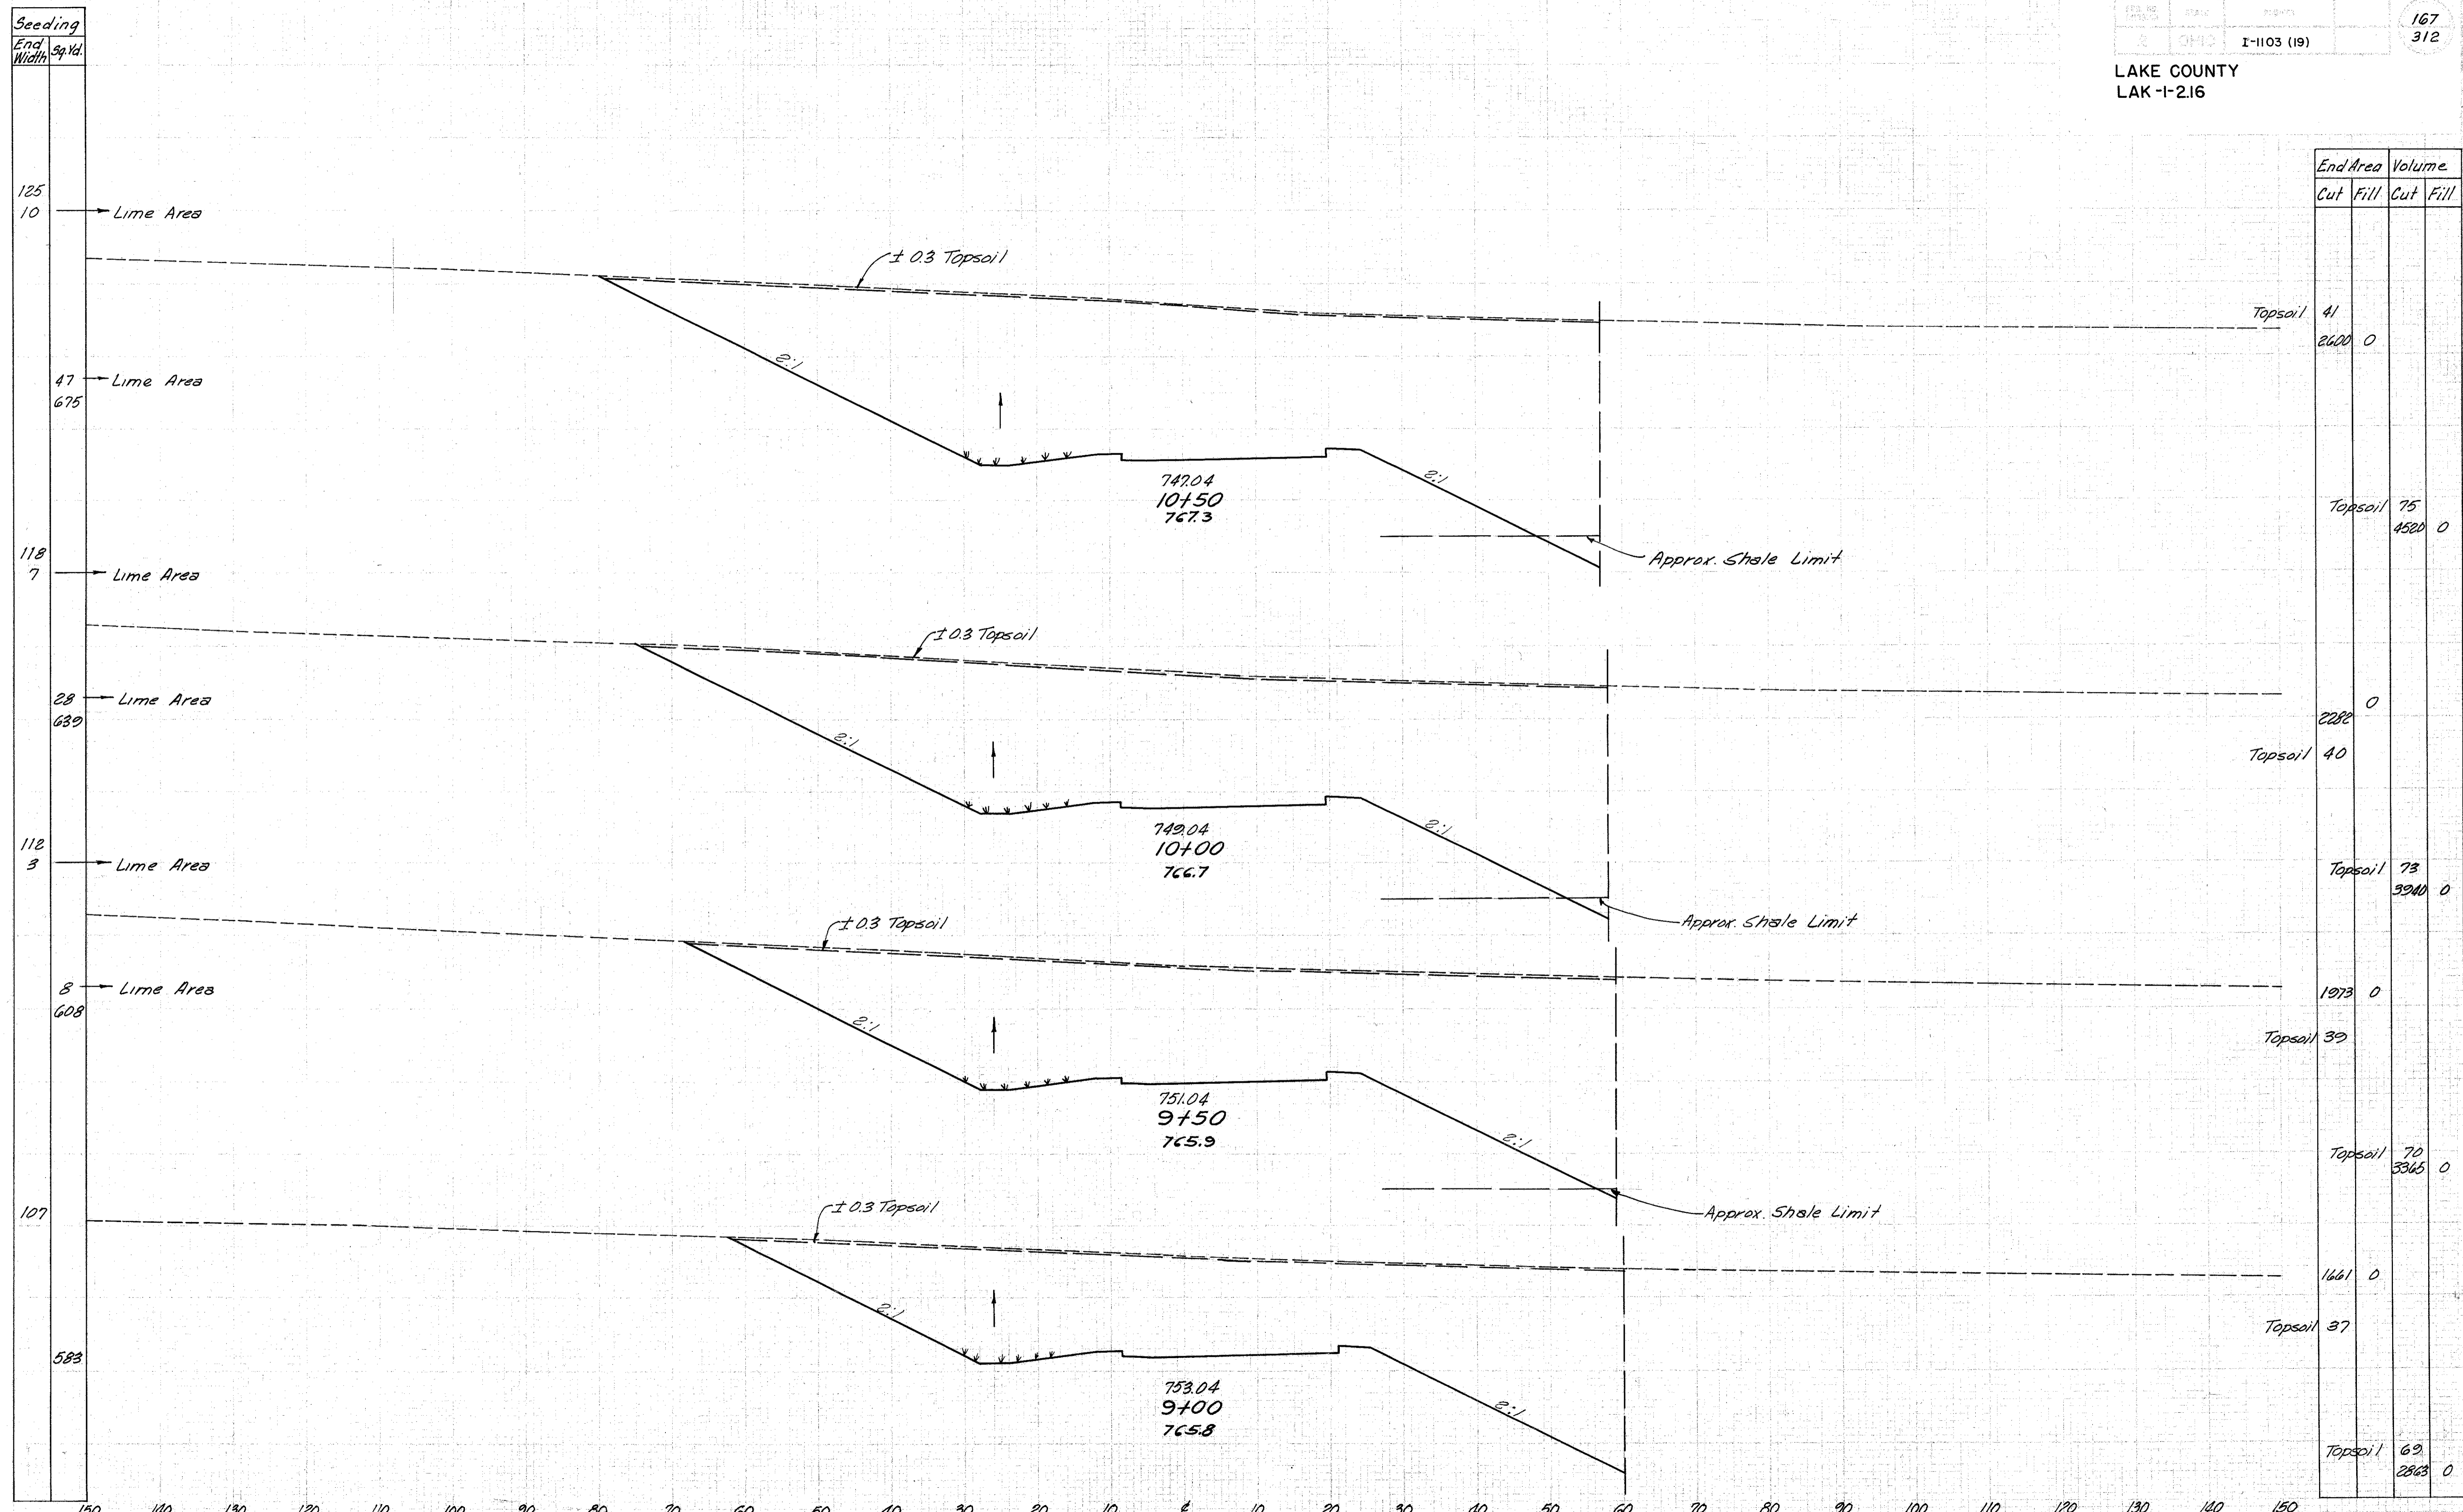 Seeding
End Width
Sq.Yd.
I-1103 (19)
167
312
LAKE COUNTY
LAK-1-2.16
End Area
Volume
Cut
Fill
Cut
Fill
125
10
Lime Area
± 0.3 Topsoil
Topsoil 41
2600 0
2:1
47
675
Lime Area
747.04
10+50
767.3
2:1
Topsoil 75
4520 0
Approx. Shale Limit
118
7
Lime Area
± 0.3 Topsoil
28
639
Lime Area
2282
0
2:1
Topsoil 40
749.04
10+00
766.7
2:1
112
3
Lime Area
Topsoil 73
3940 0
Approx. Shale Limit
± 0.3 Topsoil
8
608
Lime Area
1973 0
2:1
Topsoil 39
751.04
9+50
765.9
2:1
Topsoil 70
3365 0
Approx. Shale Limit
107
± 0.3 Topsoil
1661 0
2:1
Topsoil 37
583
753.04
9+00
765.8
2:1
Topsoil 69
2863 0
150 140 130 120 110 100 90 80 70 60 50 40 30 20 10 ℄ 10 20 30 40 50 60 70 80 90 100 110 120 130 140 150